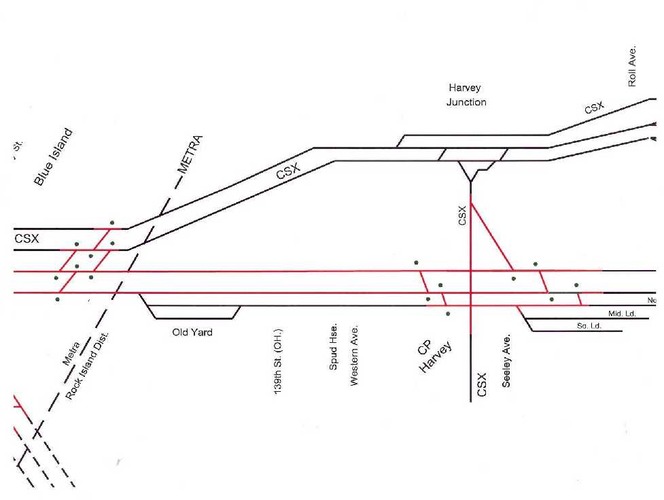 Roll Ave.
Harvey
Junction
CSX
St.
Blue Island
METRA
CSX
CSX
CSX
Old Yard
139th St. (OH.)
Spud Hse.
Western Ave.
CP
Harvey
CSX
Seeley Ave.
No
Mid. Ld.
So. Ld.
Metra
Rock Island Dist.